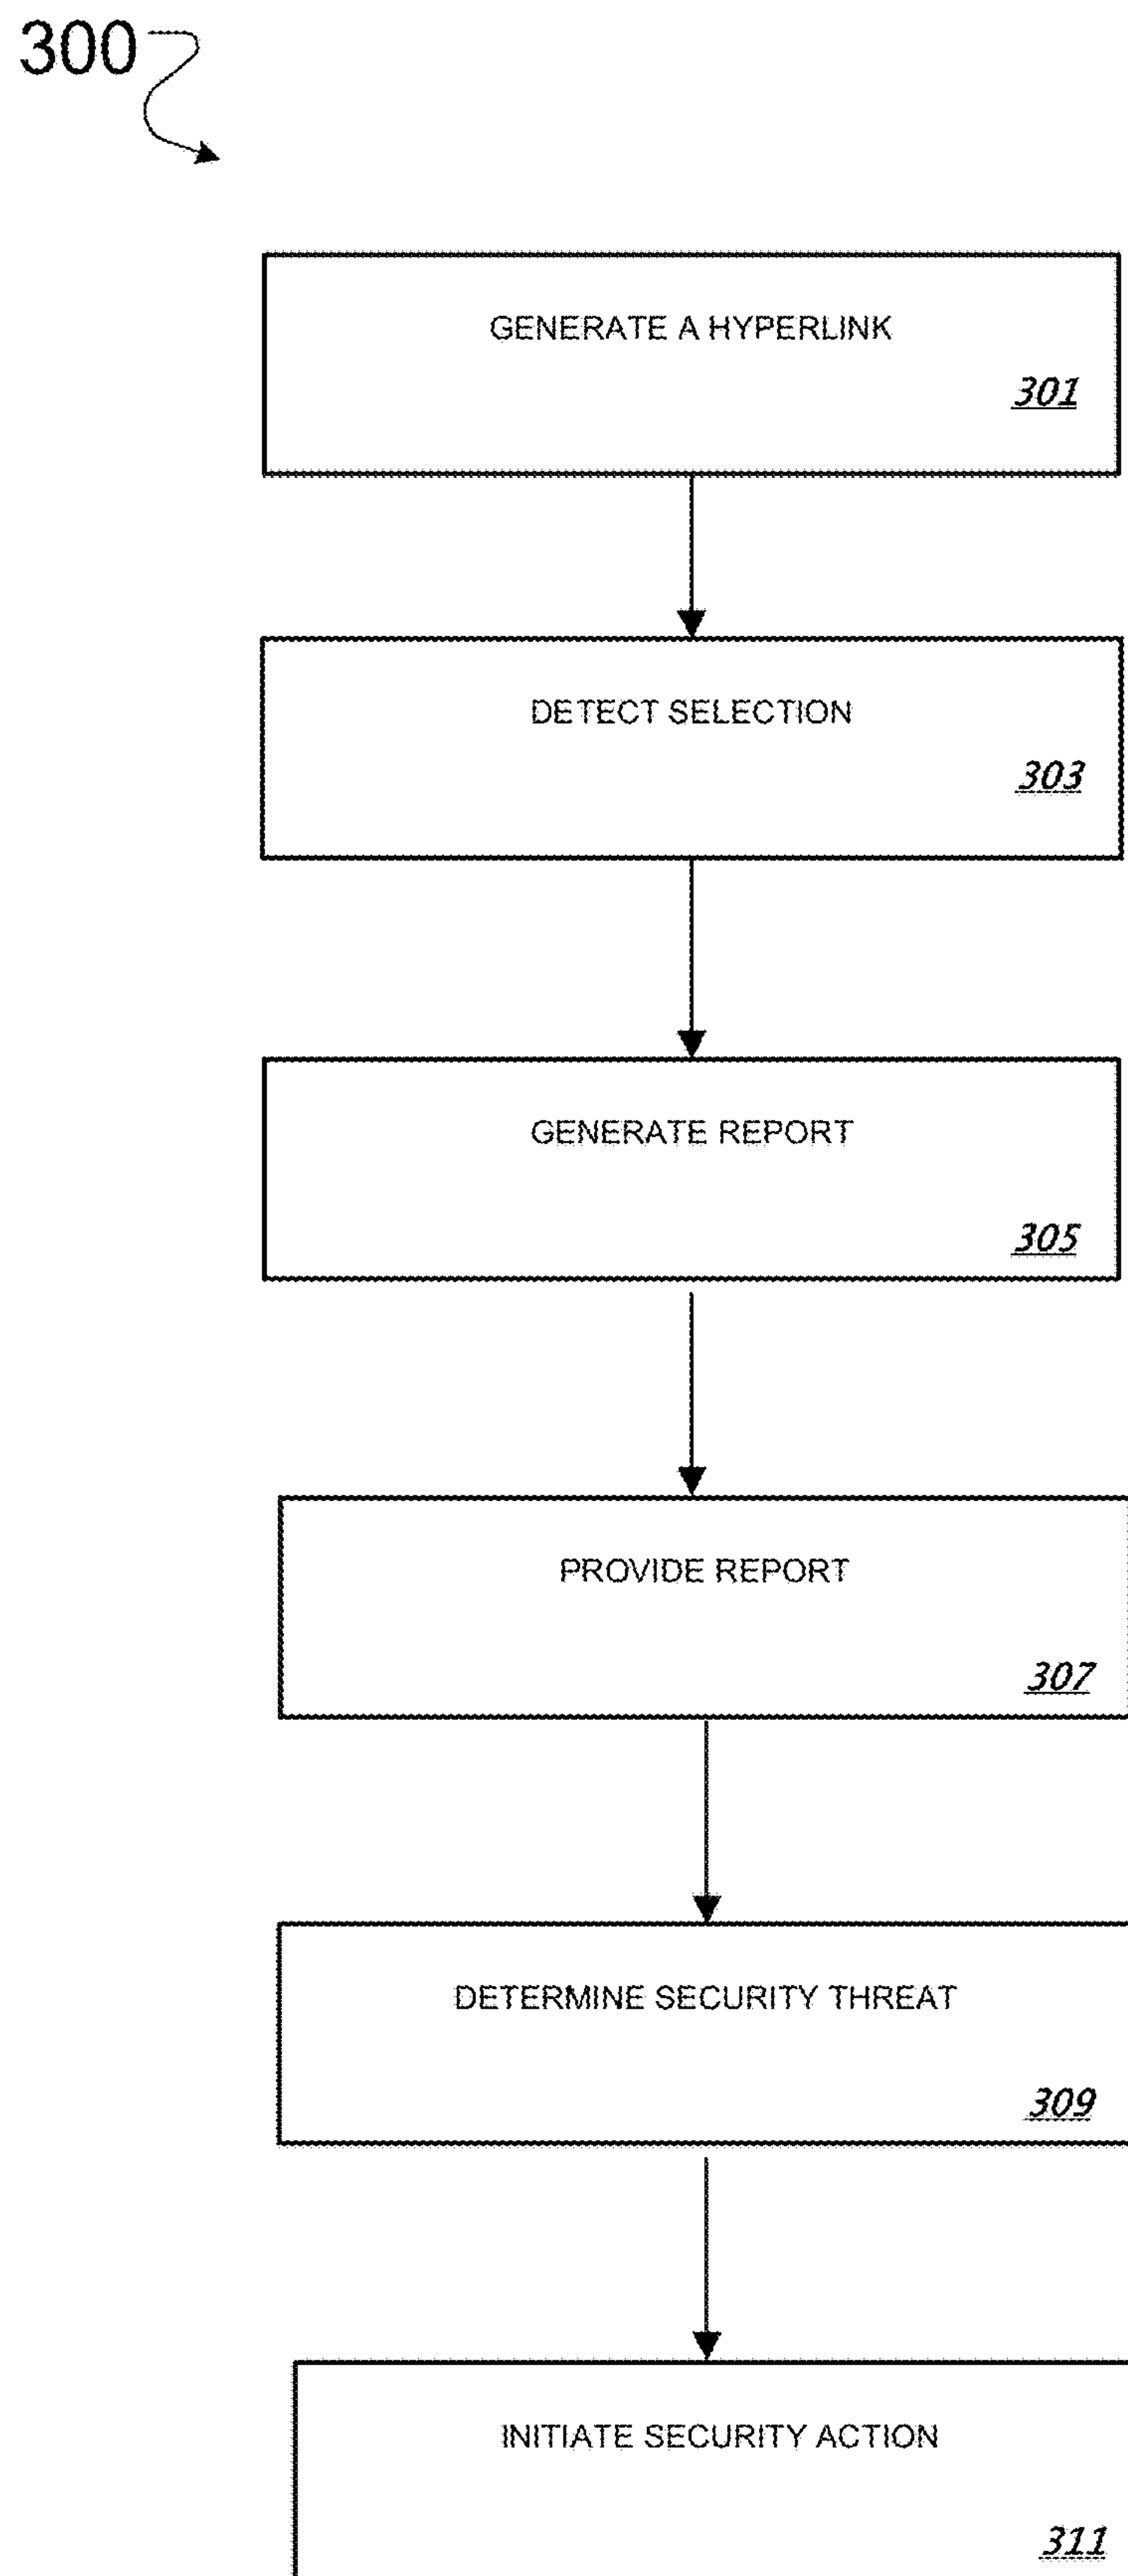 300
GENERATE A HYPERLINK
301
DETECT SELECTION
303
GENERATE REPORT
305
PROVIDE REPORT
307
DETERMINE SECURITY THREAT
309
INITIATE SECURITY ACTION
311